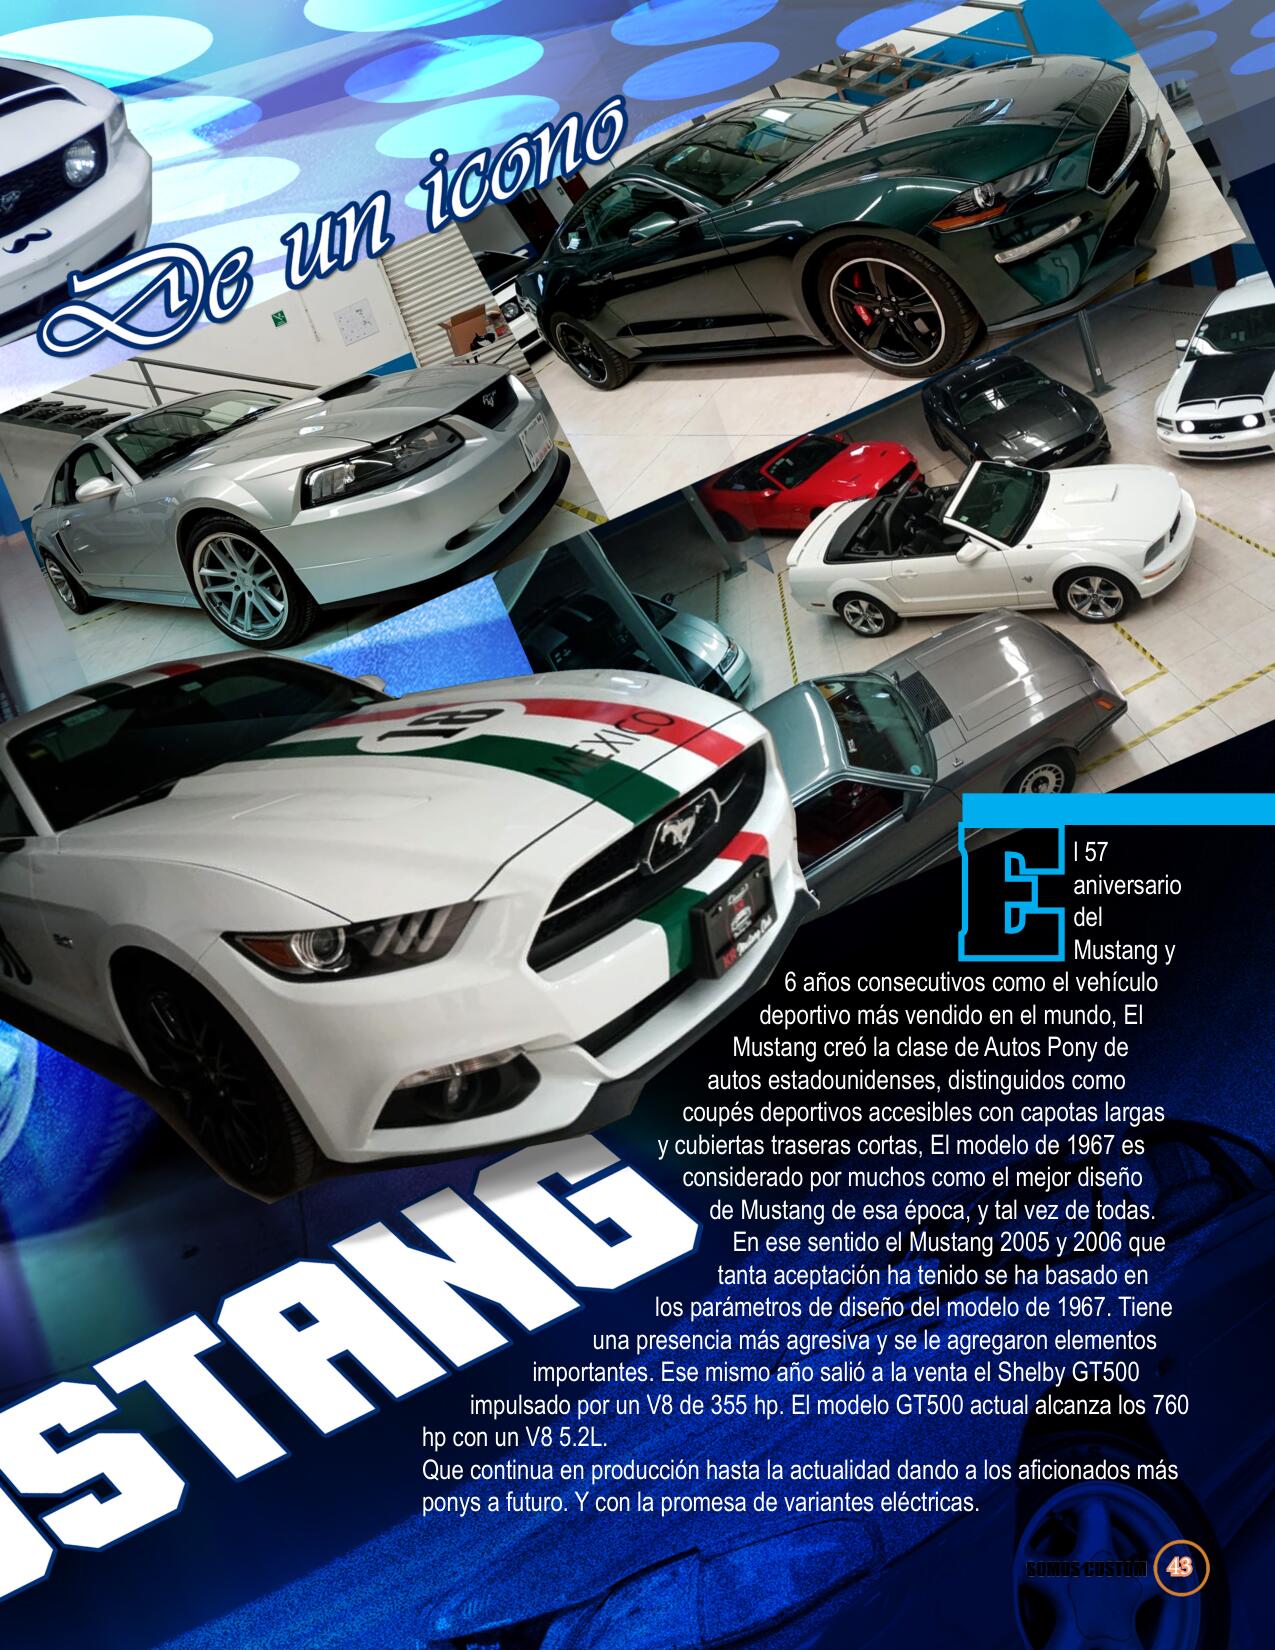 De un icono
18
MEXICO
Mustang Club
STANG
El 57
aniversario
del
Mustang y
6 años consecutivos como el vehículo
deportivo más vendido en el mundo, El
Mustang creó la clase de Autos Pony de
autos estadounidenses, distinguidos como
coupés deportivos accesibles con capotas largas
y cubiertas traseras cortas, El modelo de 1967 es
considerado por muchos como el mejor diseño
de Mustang de esa época, y tal vez de todas.
En ese sentido el Mustang 2005 y 2006 que
tanta aceptación ha tenido se ha basado en
los parámetros de diseño del modelo de 1967. Tiene
una presencia más agresiva y se le agregaron elementos
importantes. Ese mismo año salió a la venta el Shelby GT500
impulsado por un V8 de 355 hp. El modelo GT500 actual alcanza los 760
hp con un V8 5.2L.
Que continua en producción hasta la actualidad dando a los aficionados más
ponys a futuro. Y con la promesa de variantes eléctricas.
SOMOS CUSTOM 43